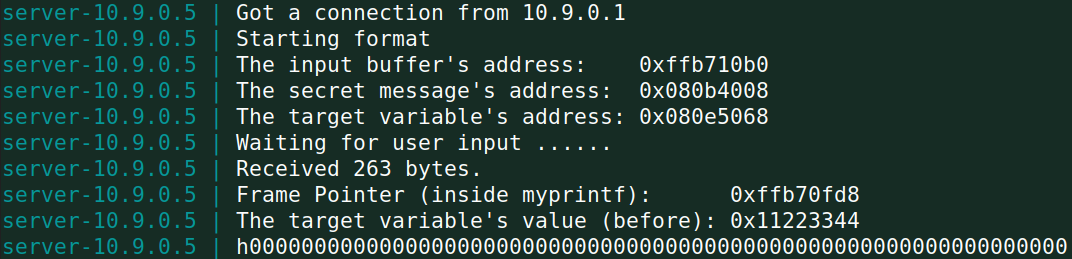 server-10.9.0.5 | Got a connection from 10.9.0.1
server-10.9.0.5 | Starting format
server-10.9.0.5 | The input buffer's address:    0xffb710b0
server-10.9.0.5 | The secret message's address:  0x080b4008
server-10.9.0.5 | The target variable's address: 0x080e5068
server-10.9.0.5 | Waiting for user input ......
server-10.9.0.5 | Received 263 bytes.
server-10.9.0.5 | Frame Pointer (inside myprintf):      0xffb70fd8
server-10.9.0.5 | The target variable's value (before): 0x11223344
server-10.9.0.5 | h000000000000000000000000000000000000000000000000000000000000000